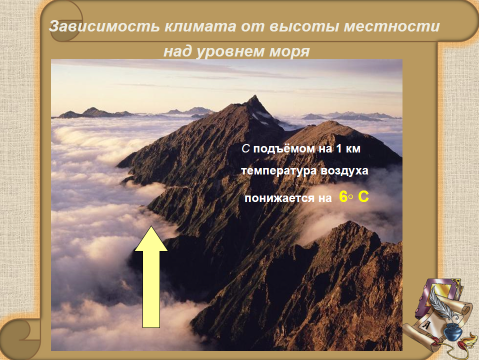 Зависимость климата от высоты местности
над уровнем моря
С подъёмом на 1 км
температура воздуха
понижается на 6° С
А